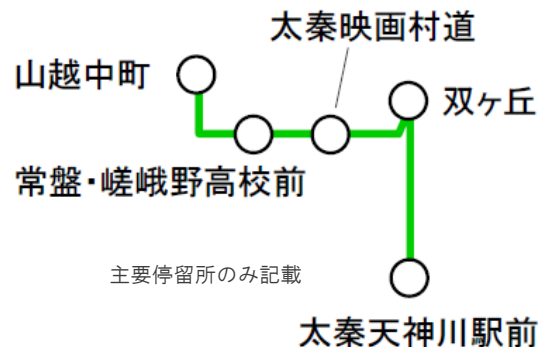 太秦映画村道
山越中町
双ヶ丘
常盤・嵯峨野高校前
主要停留所のみ記載
太秦天神川駅前